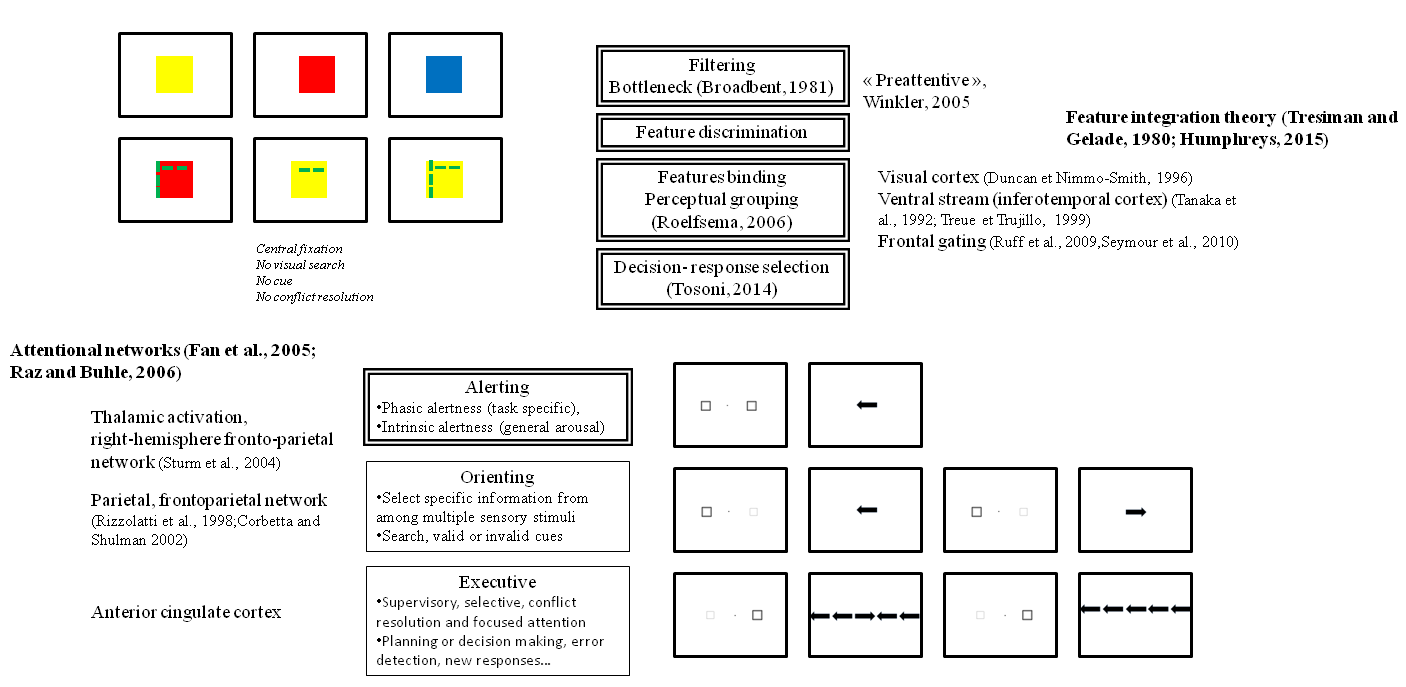 Filtering
Bottleneck (Broadbent, 1981)
« Preattentive »,
Winkler, 2005
Feature integration theory (Tresiman and
Gelade, 1980; Humphreys, 2015)
Feature discrimination
Features binding
Perceptual grouping
(Roelfsema, 2006)
Visual cortex (Duncan et Nimmo-Smith, 1996)
Ventral stream (inferotemporal cortex) (Tanaka et
al., 1992; Treue et Trujillo, 1999)
Frontal gating (Ruff et al., 2009,Seymour et al., 2010)
Decision- response selection
(Tosoni, 2014)
Central fixation
No visual search
No cue
No conflict resolution
Attentional networks (Fan et al., 2005;
Raz and Buhle, 2006)
Thalamic activation,
right-hemisphere fronto-parietal
network (Sturm et al., 2004)
Alerting
•Phasic alertness (task specific),
•Intrinsic alertness (general arousal)
Parietal, frontoparietal network
(Rizzolatti et al., 1998;Corbetta and
Shulman 2002)
Orienting
•Select specific information from
among multiple sensory stimuli
•Search, valid or invalid cues
Anterior cingulate cortex
Executive
•Supervisory, selective, conflict
resolution and focused attention
•Planning or decision making, error
detection, new responses...